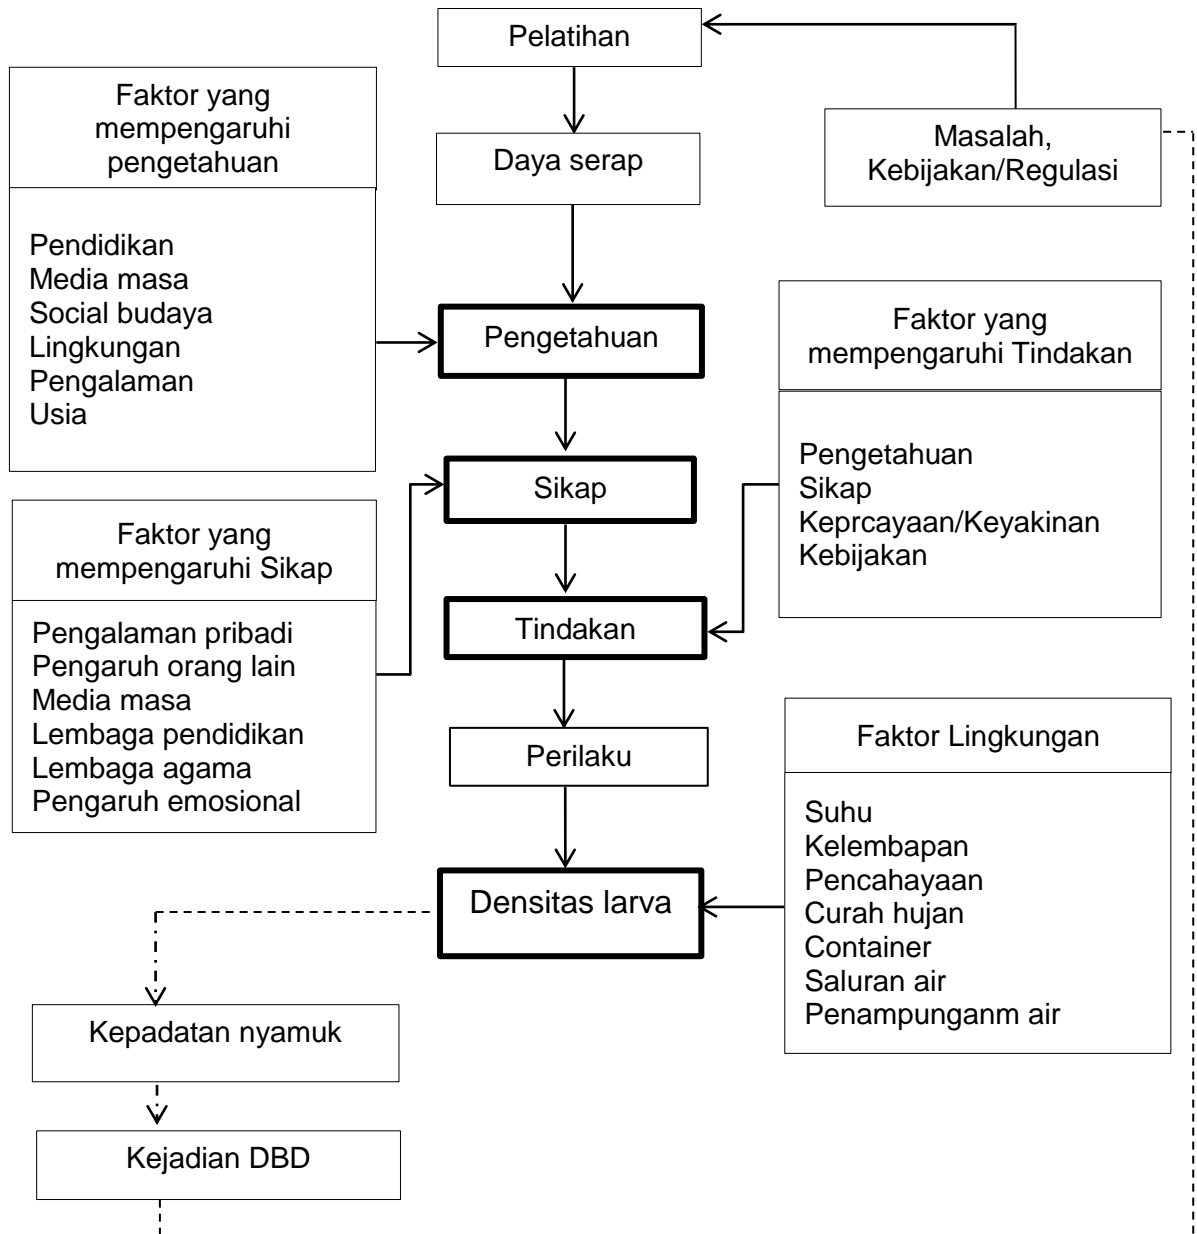 Pelatihan
Faktor yang
mempengaruhi
pengetahuan
Masalah,
Kebijakan/Regulasi
Daya serap
Pendidikan
Media masa
Social budaya
Lingkungan
Pengalaman
Usia
Pengetahuan
Faktor yang
mempengaruhi Tindakan
Pengetahuan
Sikap
Keprcayaan/Keyakinan
Kebijakan
Sikap
Faktor yang
mempengaruhi Sikap
Pengalaman pribadi
Pengaruh orang lain
Media masa
Lembaga pendidikan
Lembaga agama
Pengaruh emosional
Tindakan
Perilaku
Faktor Lingkungan
Suhu
Kelembapan
Pencahayaan
Curah hujan
Container
Saluran air
Penampunganm air
Densitas larva
Kepadatan nyamuk
Kejadian DBD